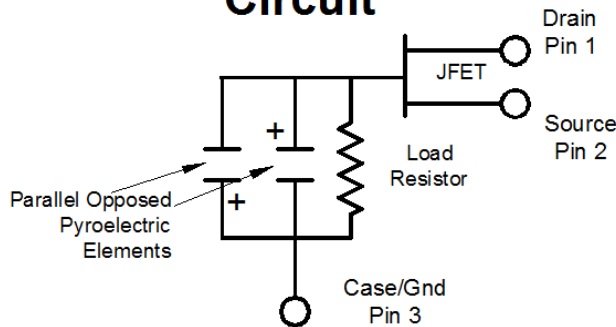 Circuit
Drain
Pin 1
JFET
Source
Pin 2
+
Load
Resistor
Parallel Opposed
Pyroelectric
Elements
+
Case/Gnd
Pin 3